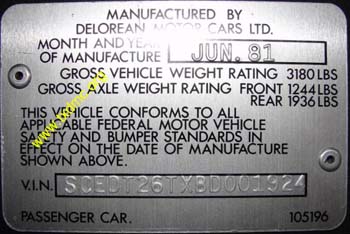 MANUFACTURED BY
DELOREAN MOTOR CARS LTD.
MONTH AND YEAR
OF MANUFACTURE JUN. 81
GROSS VEHICLE WEIGHT RATING 3180 LBS
GROSS AXLE WEIGHT RATING FRONT 1244 LBS
REAR 1936 LBS
THIS VEHICLE CONFORMS TO ALL
APPLICABLE FEDERAL MOTOR VEHICLE
SAFETY AND BUMPER STANDARDS IN
EFFECT ON THE DATE OF MANUFACTURE
SHOWN ABOVE.
V.I.N. SCEDT26TXBD001924
PASSENGER CAR. 105196